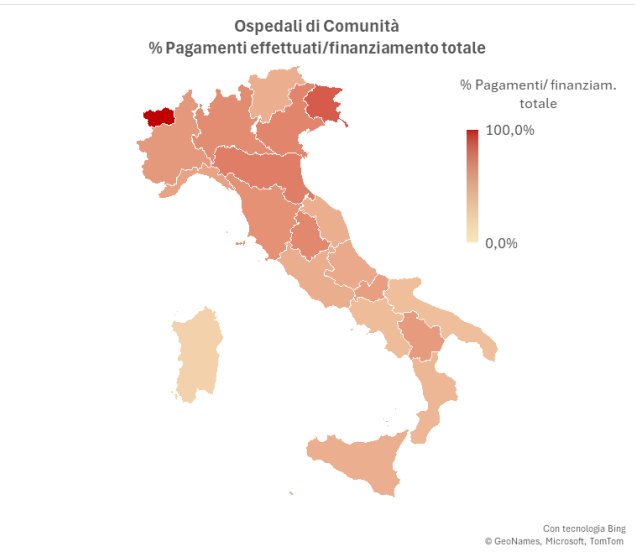 Ospedali di Comunità
% Pagamenti effettuati/finanziamento totale
% Pagamenti/ finanziam.
totale
100,0%
0,0%
Con tecnologia Bing
© GeoNames, Microsoft, TomTom